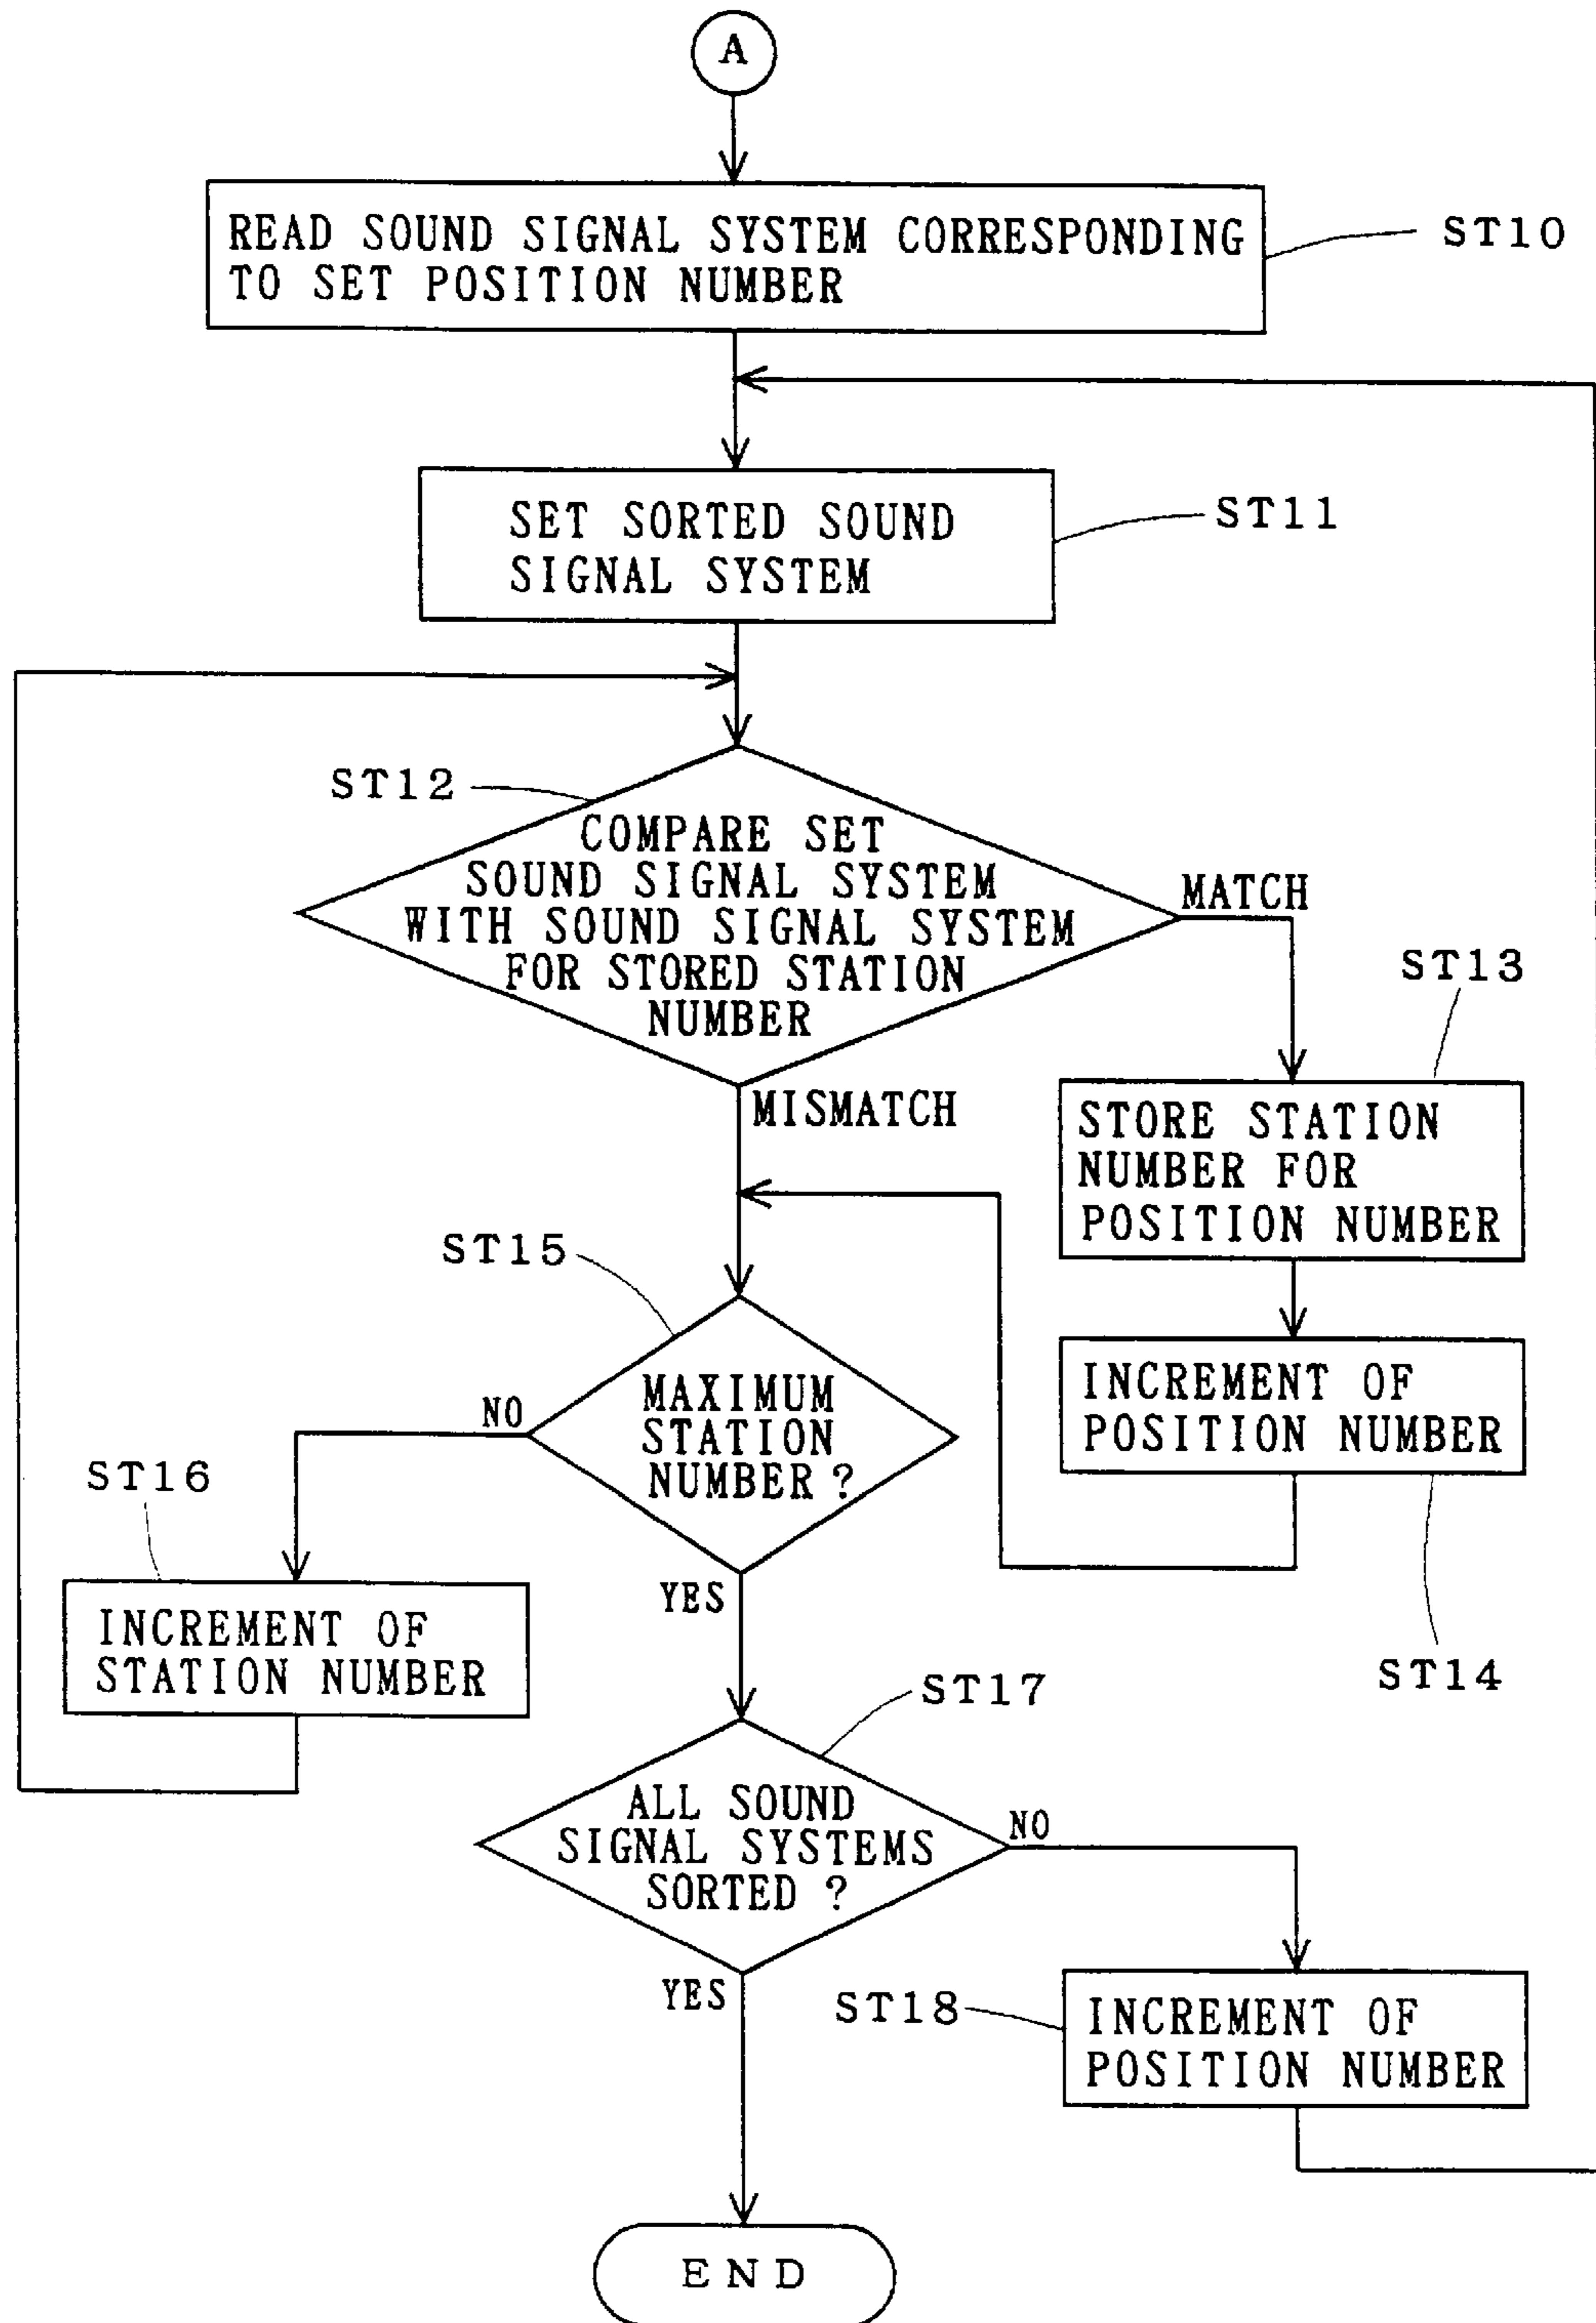 A
READ SOUND SIGNAL SYSTEM CORRESPONDING
TO SET POSITION NUMBER
ST10
SET SORTED SOUND
SIGNAL SYSTEM
ST11
ST12
COMPARE SET
SOUND SIGNAL SYSTEM
WITH SOUND SIGNAL SYSTEM
FOR STORED STATION
NUMBER
MATCH
MISMATCH
ST13
STORE STATION
NUMBER FOR
POSITION NUMBER
INCREMENT OF
POSITION NUMBER
ST14
ST15
MAXIMUM
STATION
NUMBER ?
NO
YES
ST16
INCREMENT OF
STATION NUMBER
ST17
ALL SOUND
SIGNAL SYSTEMS
SORTED ?
NO
YES
ST18
INCREMENT OF
POSITION NUMBER
END